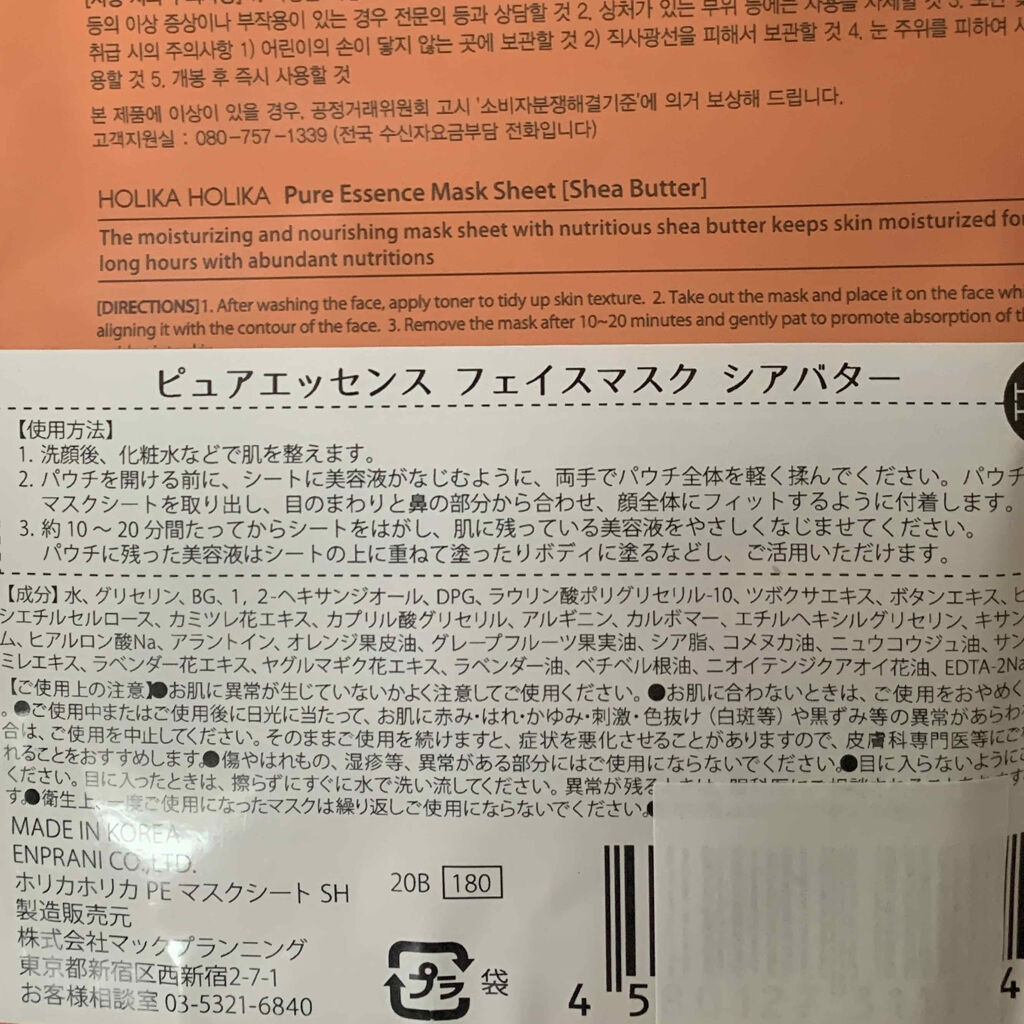 등의 이상 증상이나 부작용이 있는 경우 전문의 등과 상담할 것 2. 상처가 있는 부위 등에는 사용을 자제할 것 3.
취급 시의 주의사항 1) 어린이의 손이 닿지 않는 곳에 보관할 것 2) 직사광선을 피해서 보관할 것 4. 눈 주위를 피하여 사
용할 것 5. 개봉 후 즉시 사용할 것
본 제품에 이상이 있을 경우, 공정거래위원회 고시 '소비자분쟁해결기준'에 의거 보상해 드립니다.
고객지원실 : 080-757-1339 (전국 수신자요금부담 전화입니다)
HOLIKA HOLIKA Pure Essence Mask Sheet [Shea Butter]
The moisturizing and nourishing mask sheet with nutritious shea butter keeps skin moisturized for
long hours with abundant nutritions
[DIRECTIONS]1. After washing the face, apply toner to tidy up skin texture. 2. Take out the mask and place it on the face wh
aligning it with the contour of the face. 3. Remove the mask after 10~20 minutes and gently pat to promote absorption of th
ピュアエッセンス フェイスマスク シアバター
【使用方法】
1. 洗顔後、化粧水などで肌を整えます。
2. パウチを開ける前に、シートに美容液がなじむように、両手でパウチ全体を軽く揉んでください。パウチ
マスクシートを取り出し、目のまわりと鼻の部分から合わせ、顔全体にフィットするように付着します。
3. 約10～20分間たってからシートをはがし、肌に残っている美容液をやさしくなじませてください。
パウチに残った美容液はシートの上に重ねて塗ったりボディに塗るなどし、ご活用いただけます。
【成分】水、グリセリン、BG、1，2-ヘキサンジオール、DPG、ラウリン酸ポリグリセリル-10、ツボクサエキス、ボタンエキス、ヒ
シエチルセルロース、カミツレ花エキス、カプリル酸グリセリル、アルギニン、カルボマー、エチルヘキシルグリセリン、キサン
ム、ヒアルロン酸Na、アラントイン、オレンジ果皮油、グレープフルーツ果実油、シア脂、コメヌカ油、ニュウコウジュ油、サン
ミレエキス、ラベンダー花エキス、ヤグルマギク花エキス、ラベンダー油、ベチベル根油、ニオイテンジクアオイ花油、EDTA-2Na
【ご使用上の注意】●お肌に異常が生じていないかよく注意してご使用ください。●お肌に合わないときは、ご使用をおやめく
。●ご使用中またはご使用後に日光に当たって、お肌に赤み・はれ・かゆみ・刺激・色抜け（白斑等）や黒ずみ等の異常があらわ
合は、ご使用を中止してください。そのままご使用を続けますと、症状を悪化させることがありますので、皮膚科専門医等にご
れることをおすすめします。●傷やはれもの、湿疹等、異常がある部分にはご使用にならないでください。●目に入らないように
ください。目に入ったときは、擦らずにすぐに水で洗い流してください。異常が残る
す。●衛生上、一度ご使用になったマスクは繰り返しご使用にならないでください。
MADE IN KOREA
ENPRANI CO.,LTD.
ホリカホリカ PE マスクシート SH
20B 180
製造販売元
株式会社マックプランニング
東京都新宿区西新宿2-7-1
お客様相談室 03-5321-6840
プラ 袋
4 5
4